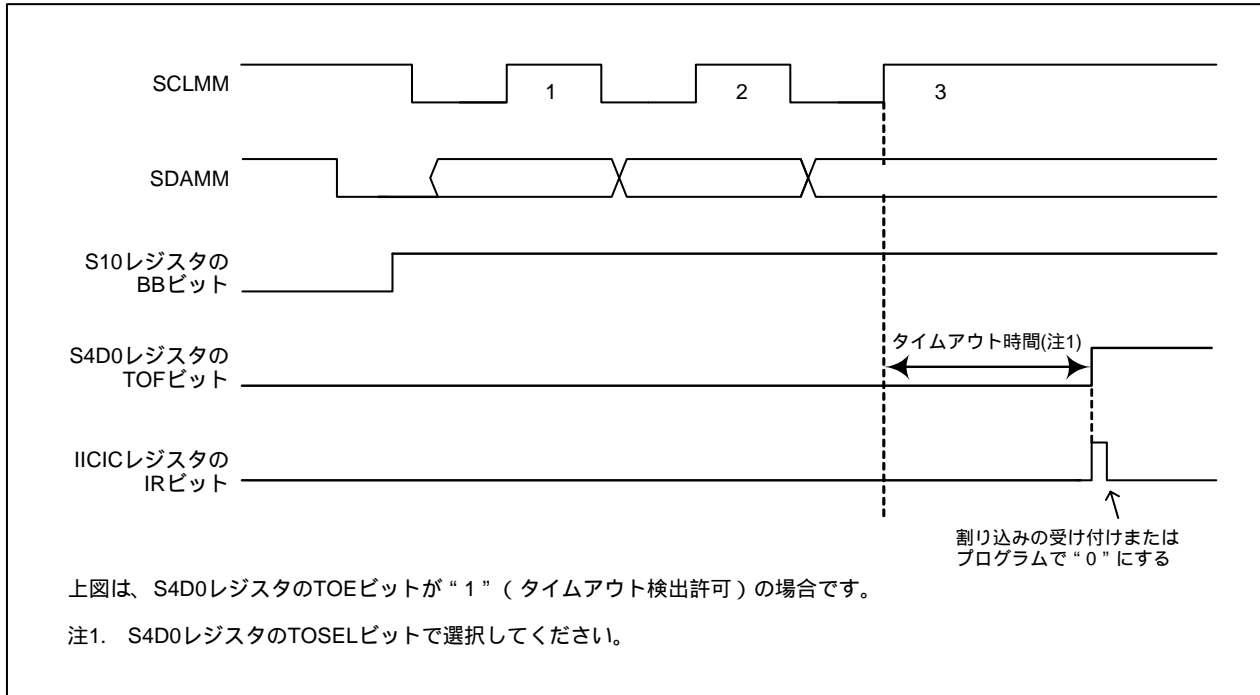 SCLMM
1
2
3
SDAMM
S10レジスタの
BBビット
S4D0レジスタの
TOFビット
タイムアウト時間(注1)
IICICレジスタの
IRビット
割り込みの受け付けまたは
プログラムで“0”にする
上図は、S4D0レジスタのTOEビットが“1”(タイムアウト検出許可)の場合です。
注1. S4D0レジスタのTOSELビットで選択してください。